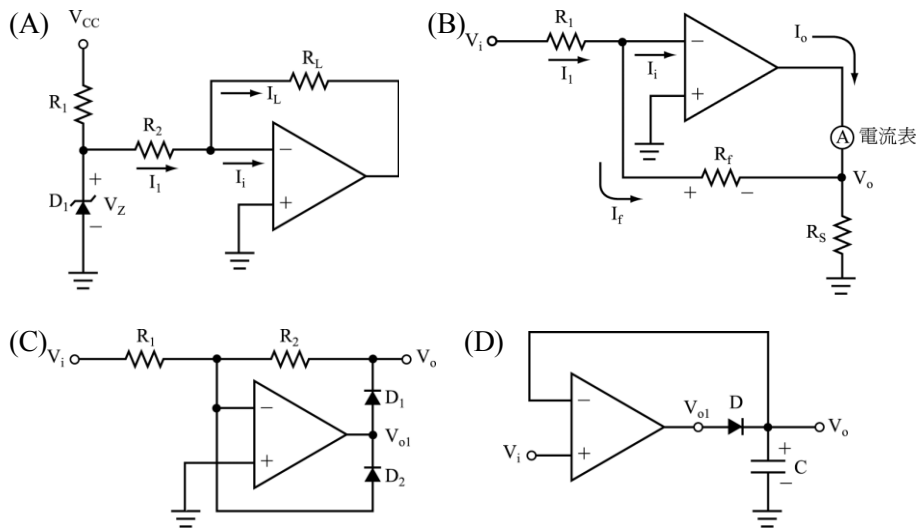 (A)
V_CC
R_1
R_2
I_1
D_1
V_Z
+
−
R_L
I_L
I_i
−
+
(B)
V_i
R_1
I_1
I_i
−
+
I_o
A 電流表
R_f
+ −
V_o
I_f
R_S
(C)
V_i
R_1
R_2
V_o
−
+
D_1
V_o1
D_2
(D)
−
+
V_i
V_o1
D
V_o
+
C
−